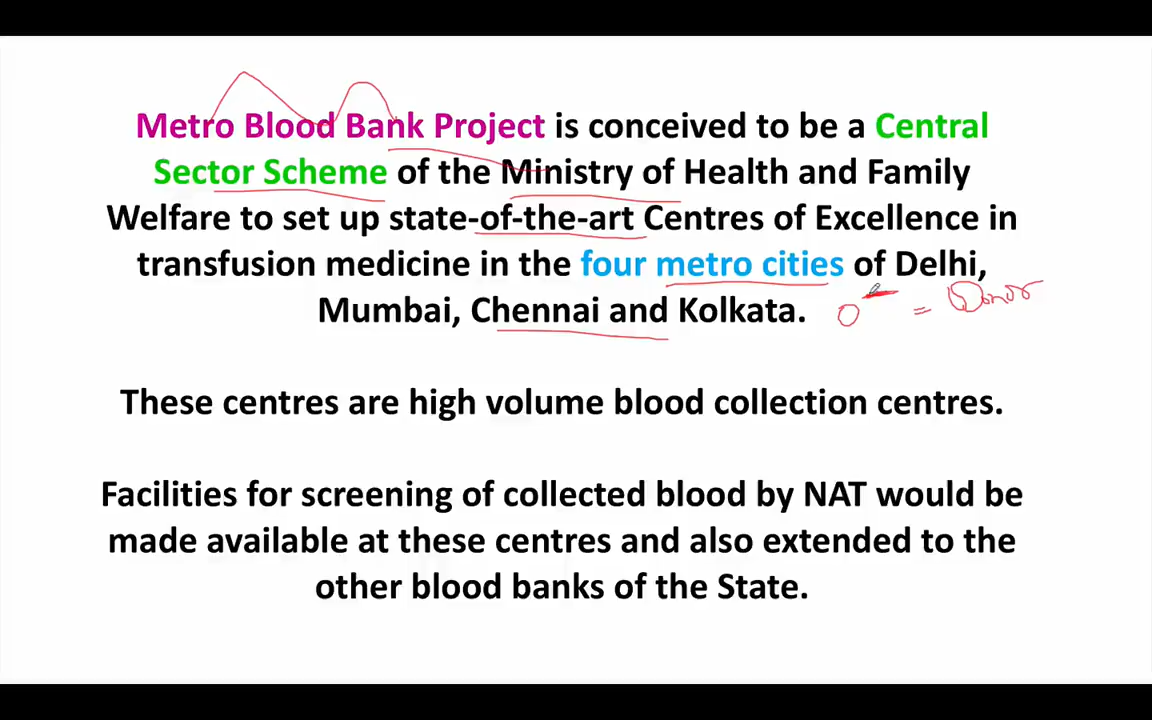 Metro Blood Bank Project is conceived to be a Central
Sector Scheme of the Ministry of Health and Family
Welfare to set up state-of-the-art Centres of Excellence in
transfusion medicine in the four metro cities of Delhi,
Mumbai, Chennai and Kolkata.
O- = Donor
These centres are high volume blood collection centres.
Facilities for screening of collected blood by NAT would be
made available at these centres and also extended to the
other blood banks of the State.